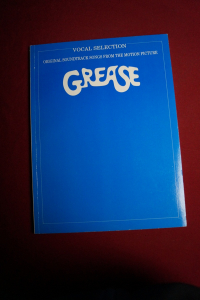 VOCAL SELECTION
ORIGINAL SOUNDTRACK SONGS FROM THE MOTION PICTURE
GREASE